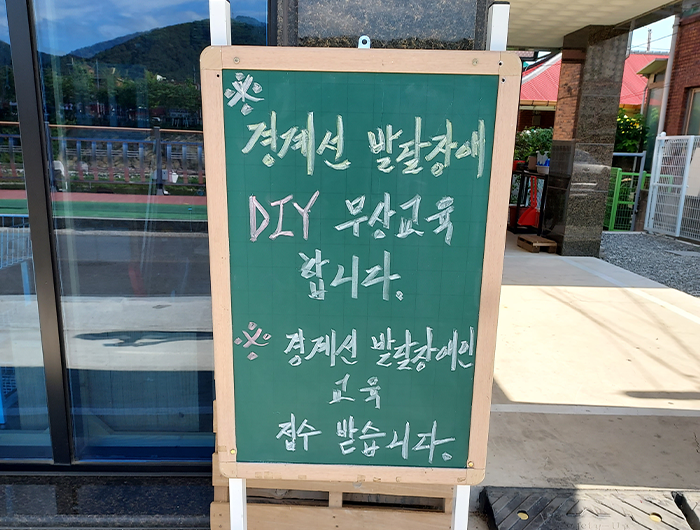 ※
경계선 발달장애
DIY 무상교육
합니다.
※ 경계선 발달장애인
교육
접수 받습니다.